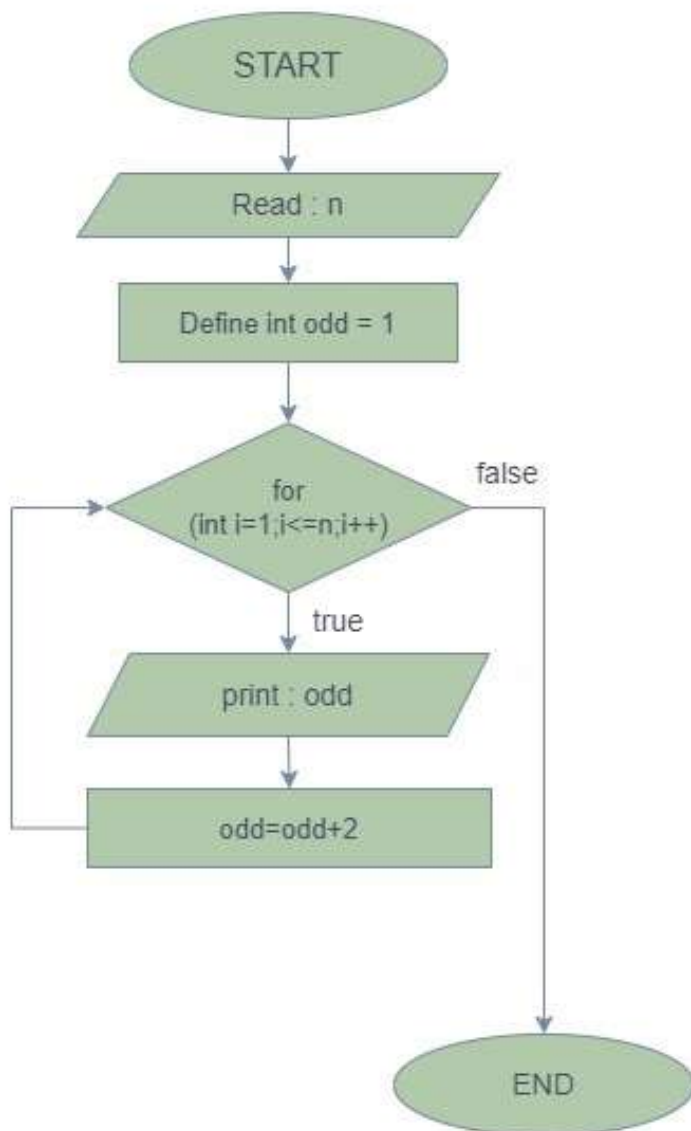 START
Read : n
Define int odd = 1
for
(int i=1;i<=n;i++)
false
true
print : odd
odd=odd+2
END